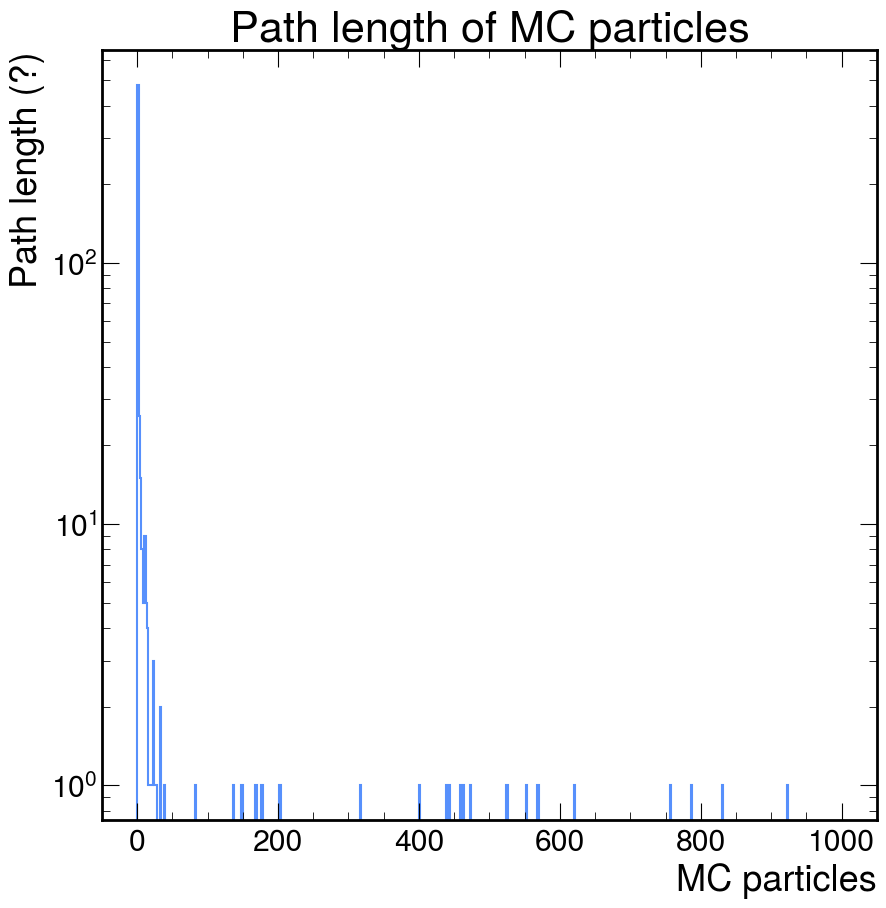 Path length of MC particles
Path length (?)
10²
10¹
10⁰
0 200 400 600 800 1000
MC particles